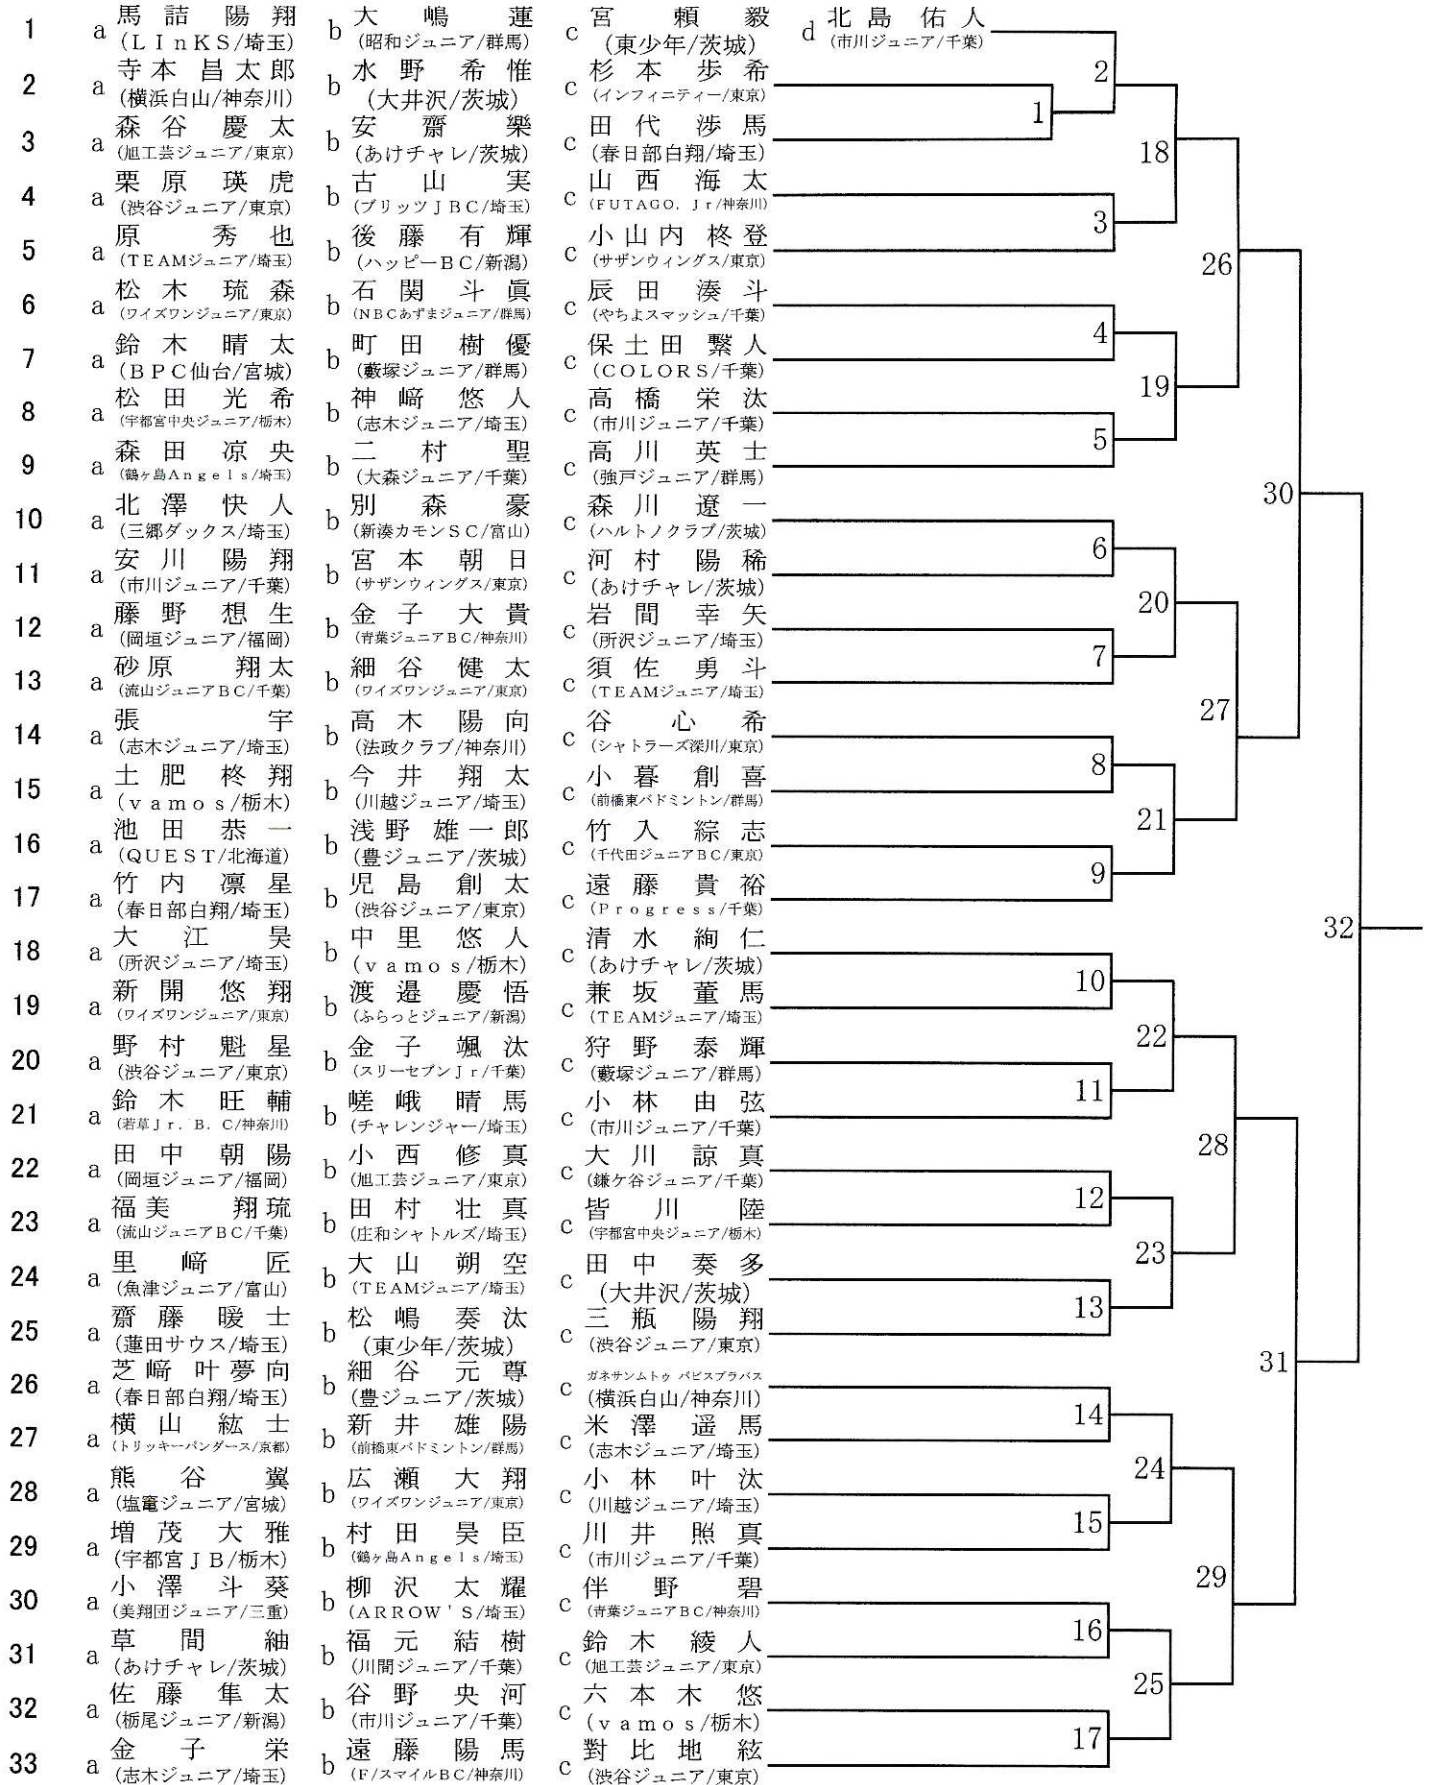 1 a 馬詰 陽翔 b 大嶋 蓮 c 宮 頼毅 d 北島 佑人
(LInKS/埼玉) (昭和ジュニア/群馬) (東少年/茨城) (市川ジュニア/千葉)
2 a 寺本 昌太郎 b 水野 希惟 c 杉本 歩希 2
(横浜白山/神奈川) (大井沢/茨城) (インフィニティー/東京)
1
3 a 森谷 慶太 b 安齋 樂 c 田代 渉馬
(旭工芸ジュニア/東京) (あけチャレ/茨城) (春日部白翔/埼玉) 18
4 a 栗原 瑛虎 b 古山 実 c 山西 海太
(渋谷ジュニア/東京) (ブリッツJBC/埼玉) (FUTAGO. Jr/神奈川)
3
5 a 原 秀也 b 後藤 有輝 c 小山内 柊登
(TEAMジュニア/埼玉) (ハッピーBC/新潟) (サザンウィングス/東京) 26
6 a 松木 琉森 b 石関 斗眞 c 辰田 湊斗
(ワイズワンジュニア/東京) (NBCあずまジュニア/群馬) (やちよスマッシュ/千葉)
4
7 a 鈴木 晴太 b 町田 樹優 c 保土田 繋人
(BPC仙台/宮城) (藪塚ジュニア/群馬) (COLORS/千葉)
19
8 a 松田 光希 b 神﨑 悠人 c 高橋 栄汰
(宇都宮中央ジュニア/栃木) (志木ジュニア/埼玉) (市川ジュニア/千葉)
5
9 a 森田 凉央 b 二村 聖 c 高川 英士
(鶴ヶ島Angels/埼玉) (大森ジュニア/千葉) (強戸ジュニア/群馬)
30
10 a 北澤 快人 b 別森 豪 c 森川 遼一
(三郷ダックス/埼玉) (新湊カモンSC/富山) (ハルトノクラブ/茨城)
6
11 a 安川 陽翔 b 宮本 朝日 c 河村 陽稀
(市川ジュニア/千葉) (サザンウィングス/東京) (あけチャレ/茨城)
20
12 a 藤野 想生 b 金子 大貴 c 岩間 幸矢
(岡垣ジュニア/福岡) (青葉ジュニアBC/神奈川) (所沢ジュニア/埼玉)
7
13 a 砂原 翔太 b 細谷 健太 c 須佐 勇斗
(流山ジュニアBC/千葉) (ワイズワンジュニア/東京) (TEAMジュニア/埼玉)
27
14 a 張 宇 b 高木 陽向 c 谷 心希
(志木ジュニア/埼玉) (法政クラブ/神奈川) (シャトラーズ深川/東京)
8
15 a 土肥 柊翔 b 今井 翔太 c 小暮 創喜
(vamos/栃木) (川越ジュニア/埼玉) (前橋東バドミントン/群馬)
21
16 a 池田 恭一 b 浅野 雄一郎 c 竹入 綜志
(QUEST/北海道) (豊ジュニア/茨城) (千代田ジュニアBC/東京)
9
17 a 竹内 凛星 b 児島 創太 c 遠藤 貴裕
(春日部白翔/埼玉) (渋谷ジュニア/東京) (Progress/千葉)
32
18 a 大江 昊 b 中里 悠人 c 清水 絢仁
(所沢ジュニア/埼玉) (vamos/栃木) (あけチャレ/茨城)
10
19 a 新開 悠翔 b 渡邉 慶悟 c 兼坂 董馬
(ワイズワンジュニア/東京) (ふらっとジュニア/新潟) (TEAMジュニア/埼玉)
22
20 a 野村 魁星 b 金子 颯汰 c 狩野 泰輝
(渋谷ジュニア/東京) (スリーセブンJr/千葉) (藪塚ジュニア/群馬)
11
21 a 鈴木 旺輔 b 嵯峨 晴馬 c 小林 由弦
(若草Jr. B. C/神奈川) (チャレンジャー/埼玉) (市川ジュニア/千葉)
28
22 a 田中 朝陽 b 小西 修真 c 大川 諒真
(岡垣ジュニア/福岡) (旭工芸ジュニア/東京) (鎌ケ谷ジュニア/千葉)
12
23 a 福美 翔琉 b 田村 壮真 c 皆川 陸
(流山ジュニアBC/千葉) (庄和シャトルズ/埼玉) (宇都宮中央ジュニア/栃木)
23
24 a 里﨑 匠 b 大山 朔空 c 田中 奏多
(魚津ジュニア/富山) (TEAMジュニア/埼玉) (大井沢/茨城)
13
25 a 齋藤 暖士 b 松嶋 奏汰 c 三瓶 陽翔
(蓮田サウス/埼玉) (東少年/茨城) (渋谷ジュニア/東京)
31
26 a 芝﨑 叶夢向 b 細谷 元尊 c ガネサンムトゥ パビスプラバス
(春日部白翔/埼玉) (豊ジュニア/茨城) (横浜白山/神奈川)
14
27 a 横山 紘士 b 新井 雄陽 c 米澤 遥馬
(トリッキーパンダース/京都) (前橋東バドミントン/群馬) (志木ジュニア/埼玉)
24
28 a 熊谷 翼 b 広瀬 大翔 c 小林 叶汰
(塩竈ジュニア/宮城) (ワイズワンジュニア/東京) (川越ジュニア/埼玉)
15
29 a 増茂 大雅 b 村田 昊臣 c 川井 照真
(宇都宮JB/栃木) (鶴ヶ島Angels/埼玉) (市川ジュニア/千葉)
29
30 a 小澤 斗葵 b 柳沢 太耀 c 伴野 碧
(美翔団ジュニア/三重) (ARROW'S/埼玉) (青葉ジュニアBC/神奈川)
16
31 a 草間 紬 b 福元 結樹 c 鈴木 綾人
(あけチャレ/茨城) (川間ジュニア/千葉) (旭工芸ジュニア/東京)
25
32 a 佐藤 隼太 b 谷野 央河 c 六本木 悠
(栃尾ジュニア/新潟) (市川ジュニア/千葉) (vamos/栃木)
17
33 a 金子 栄 b 遠藤 陽馬 c 對比地 絃
(志木ジュニア/埼玉) (F/スマイルBC/神奈川) (渋谷ジュニア/東京)